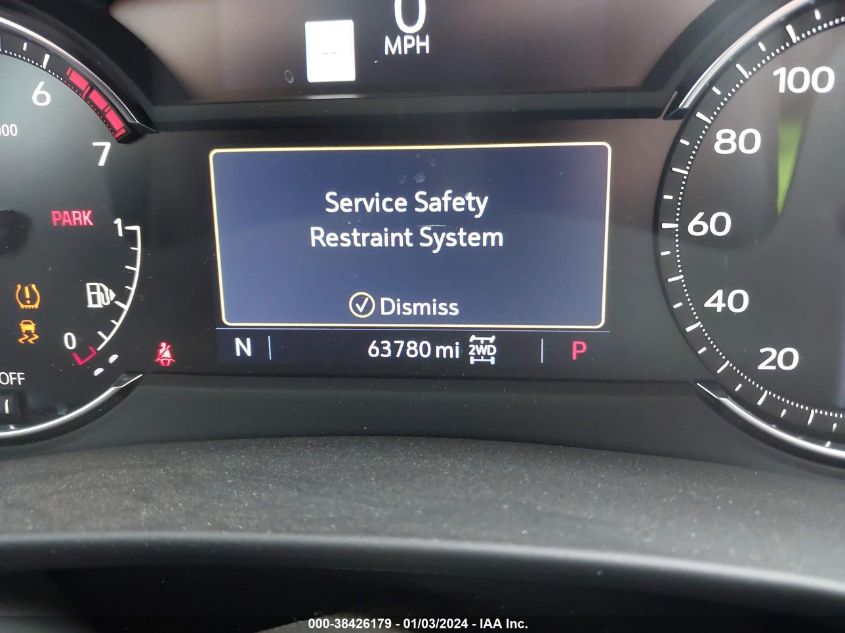 0
MPH
000
6
7
PARK
1
0
OFF
100
80
60
40
20
Service Safety
Restraint System
Dismiss
N
63780 mi
2WD
P
000-38426179 - 01/03/2024 - IAA Inc.